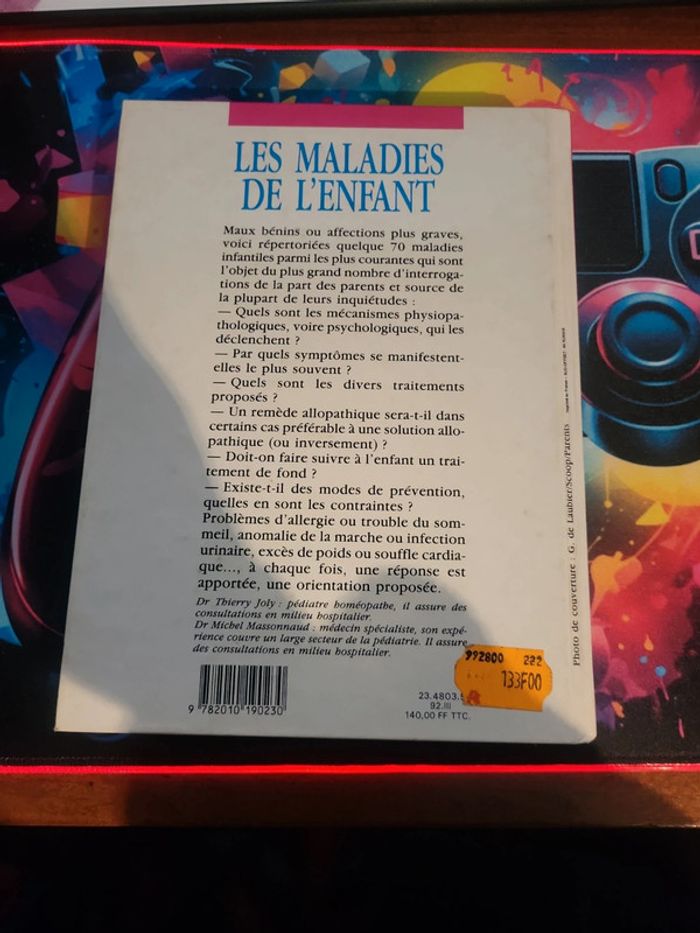 LES MALADIES
DE L'ENFANT
Maux bénins ou affections plus graves,
voici répertoriées quelque 70 maladies
infantiles parmi les plus courantes qui sont
l'objet du plus grand nombre d'interroga-
tions de la part des parents et source de
la plupart de leurs inquiétudes :
— Quels sont les mécanismes physiopa-
thologiques, voire psychologiques, qui les
déclenchent ?
— Par quels symptômes se manifestent-
elles le plus souvent ?
— Quels sont les divers traitements
proposés ?
— Un remède allopathique sera-t-il dans
certains cas préférable à une solution allo-
pathique (ou inversement) ?
— Doit-on faire suivre à l'enfant un trai-
tement de fond ?
— Existe-t-il des modes de prévention,
quelles en sont les contraintes ?
Problèmes d'allergie ou trouble du som-
meil, anomalie de la marche ou infection
urinaire, excès de poids ou souffle cardia-
que..., à chaque fois, une réponse est
apportée, une orientation proposée.
Dr Thierry Joly : pédiatre homéopathe, il assure des
consultations en milieu hospitalier.
Dr Michel Massonnaud : médecin spécialiste, son expé-
rience couvre un large secteur de la pédiatrie. Il assure
des consultations en milieu hospitalier.
9 782010 190230
23.4803.
92.III
140,00 FF TTC.
992800 222
133F00
Photo de couverture : G. de Laubier/Scoop/Parents